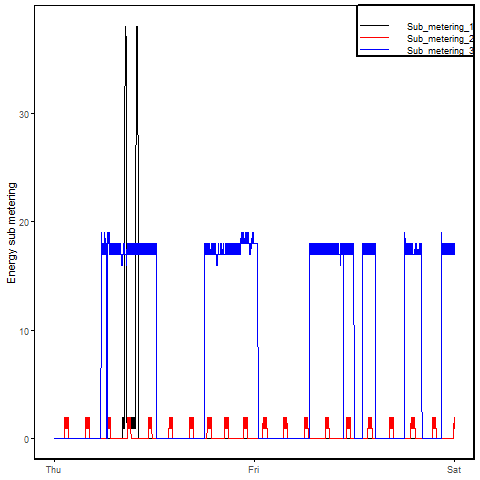 Sub_metering_1
Sub_metering_2
Sub_metering_3
Energy sub metering
30
20
10
0
Thu
Fri
Sat